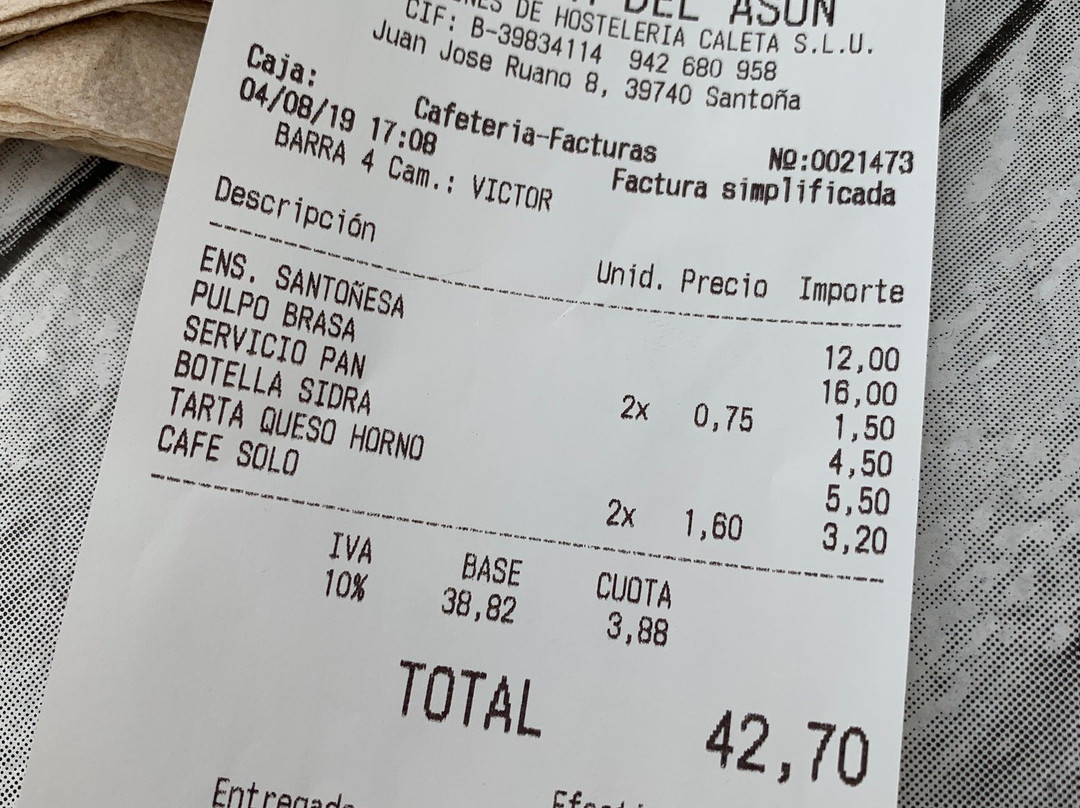 DEL ASON
DE HOSTELERIA CALETA S.L.U.
CIF: B-39834114 942 680 958
Juan Jose Ruano 8, 39740 Santoña
Caja: Cafeteria-Facturas Nº:0021473
04/08/19 17:08 Factura simplificada
BARRA 4 Cam.: VICTOR
Descripción Unid. Precio Importe
ENS. SANTOÑESA 12,00
PULPO BRASA 16,00
SERVICIO PAN 2x 0,75 1,50
BOTELLA SIDRA 4,50
TARTA QUESO HORNO 5,50
CAFE SOLO 2x 1,60 3,20
IVA BASE CUOTA
10% 38,82 3,88
TOTAL 42,70
Entregado